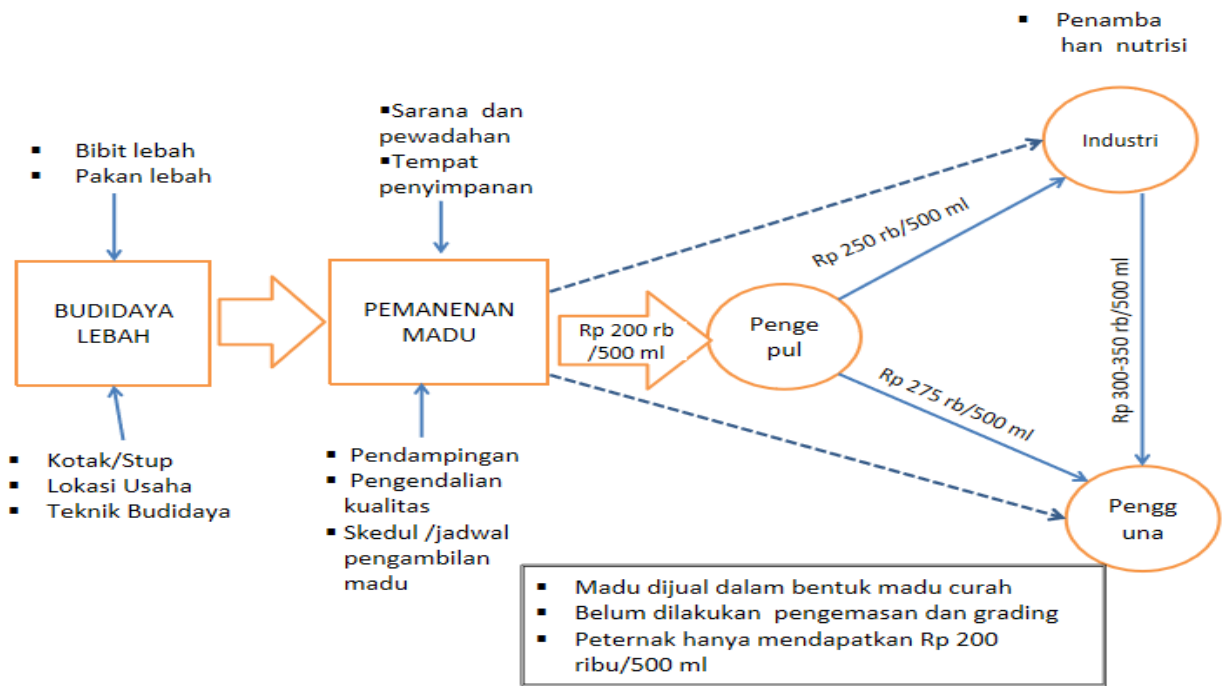 ▪ Penamba
han nutrisi
▪Sarana dan
pewadahan
▪Tempat
penyimpanan
▪ Bibit lebah
▪ Pakan lebah
Industri
Rp 250 rb/500 ml
BUDIDAYA
LEBAH
PEMANENAN
MADU
Rp 200 rb
/500 ml
Penge
pul
Rp 300-350 rb/500 ml
Rp 275 rb/500 ml
▪ Kotak/Stup
▪ Lokasi Usaha
▪ Teknik Budidaya
▪ Pendampingan
▪ Pengendalian
kualitas
▪ Skedul /jadwal
pengambilan
madu
Pengg
una
▪ Madu dijual dalam bentuk madu curah
▪ Belum dilakukan pengemasan dan grading
▪ Peternak hanya mendapatkan Rp 200
ribu/500 ml